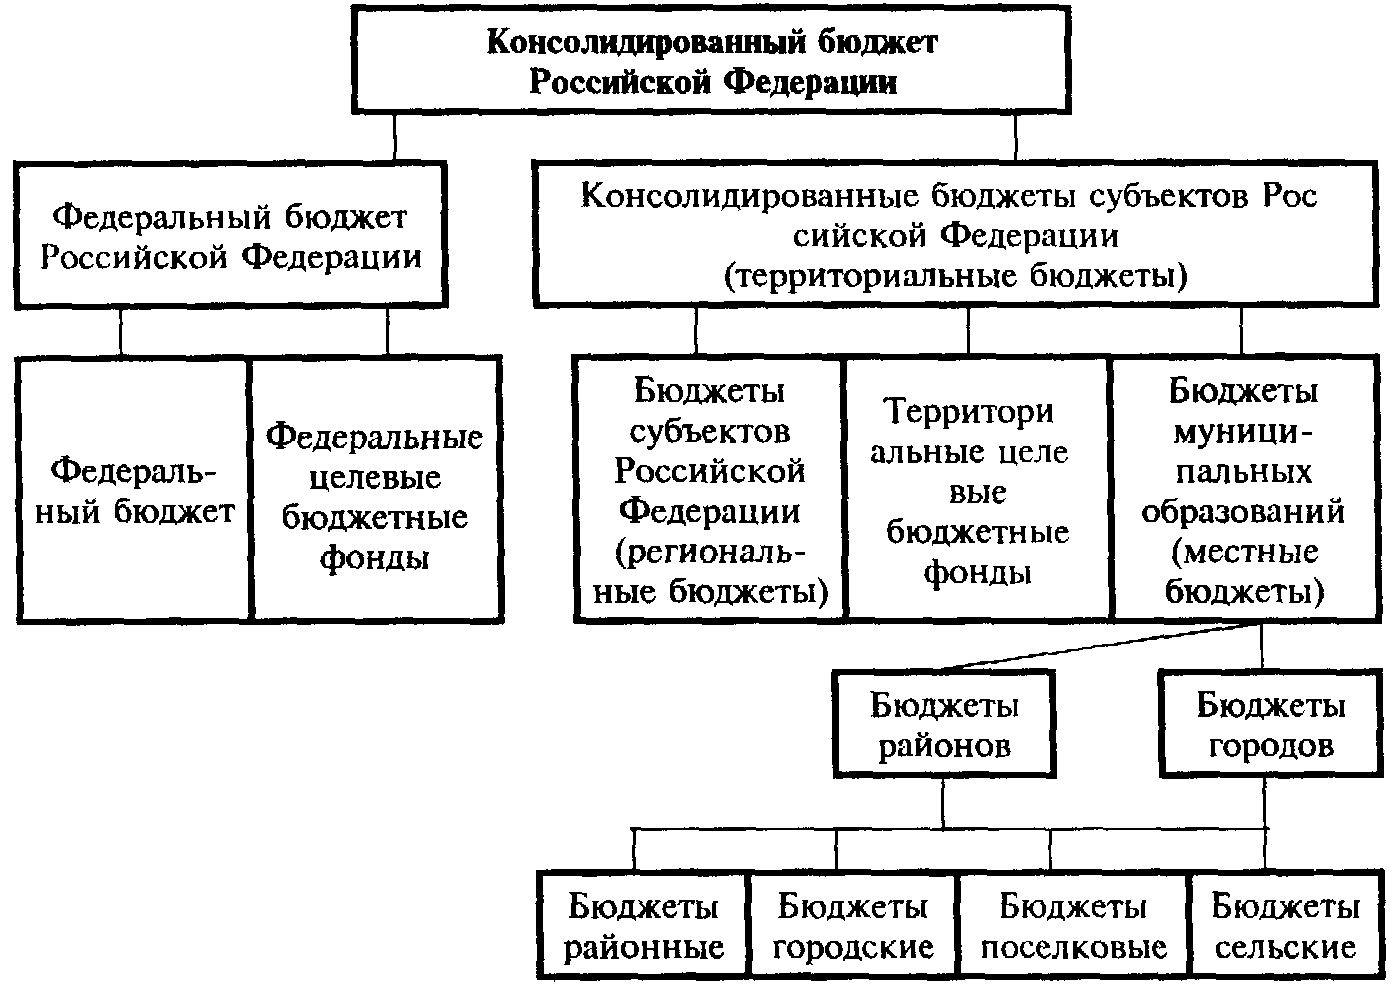 Консолидированный бюджет
Российской Федерации
Федеральный бюджет
Российской Федерации
Консолидированные бюджеты субъектов Рос
сийской Федерации
(территориальные бюджеты)
Федераль-
ный бюджет
Федеральные
целевые
бюджетные
фонды
Бюджеты
субъектов
Российской
Федерации
(региональ-
ные бюджеты)
Территори
альные целе
вые
бюджетные
фонды
Бюджеты
муници-
пальных
образований
(местные
бюджеты)
Бюджеты
районов
Бюджеты
городов
Бюджеты
районные
Бюджеты
городские
Бюджеты
поселковые
Бюджеты
сельские